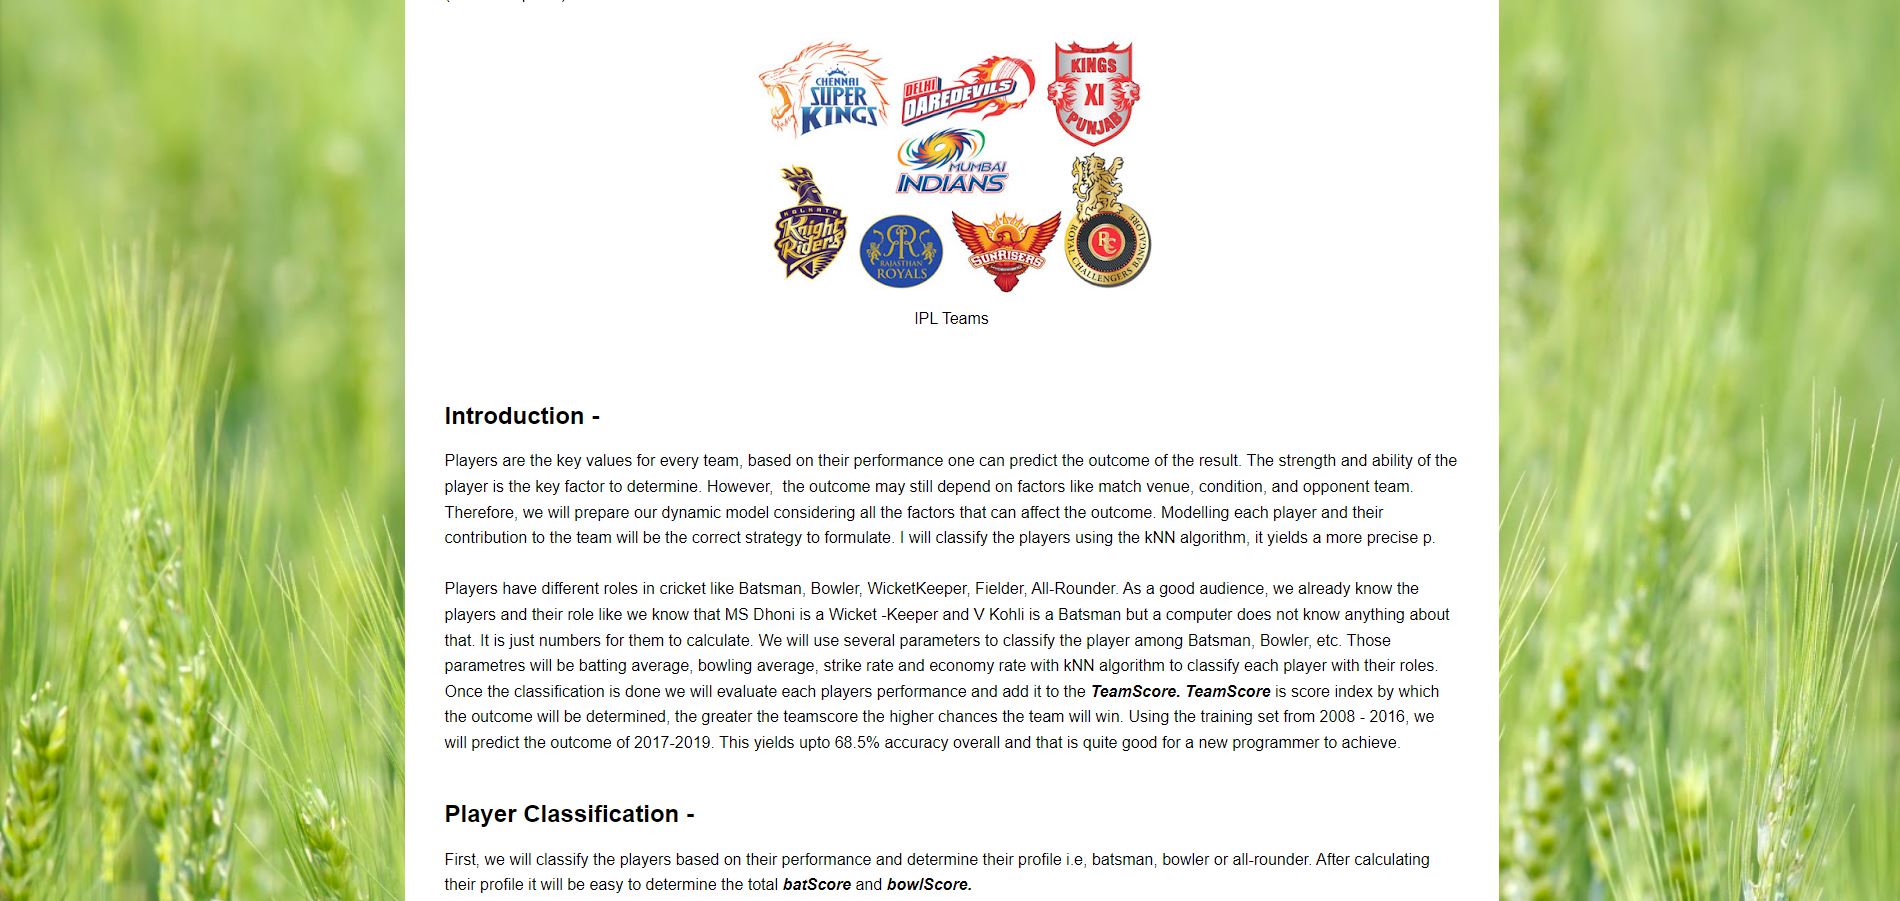 CHENNAI
SUPER
KINGS
DELHI
DAREDEVILS
KINGS
XI
PUNJAB
MUMBAI
INDIANS
KOLKATA
Knight
Riders
RR
RAJASTHAN
ROYALS
SUNRISERS
RC
ROYAL CHALLENGERS BANGALORE
IPL Teams
Introduction -
Players are the key values for every team, based on their performance one can predict the outcome of the result. The strength and ability of the
player is the key factor to determine. However,  the outcome may still depend on factors like match venue, condition, and opponent team.
Therefore, we will prepare our dynamic model considering all the factors that can affect the outcome. Modelling each player and their
contribution to the team will be the correct strategy to formulate. I will classify the players using the kNN algorithm, it yields a more precise p.
Players have different roles in cricket like Batsman, Bowler, WicketKeeper, Fielder, All-Rounder. As a good audience, we already know the
players and their role like we know that MS Dhoni is a Wicket -Keeper and V Kohli is a Batsman but a computer does not know anything about
that. It is just numbers for them to calculate. We will use several parameters to classify the player among Batsman, Bowler, etc. Those
parametres will be batting average, bowling average, strike rate and economy rate with kNN algorithm to classify each player with their roles.
Once the classification is done we will evaluate each players performance and add it to the TeamScore. TeamScore is score index by which
the outcome will be determined, the greater the teamscore the higher chances the team will win. Using the training set from 2008 - 2016, we
will predict the outcome of 2017-2019. This yields upto 68.5% accuracy overall and that is quite good for a new programmer to achieve.
Player Classification -
First, we will classify the players based on their performance and determine their profile i.e, batsman, bowler or all-rounder. After calculating
their profile it will be easy to determine the total batScore and bowlScore.